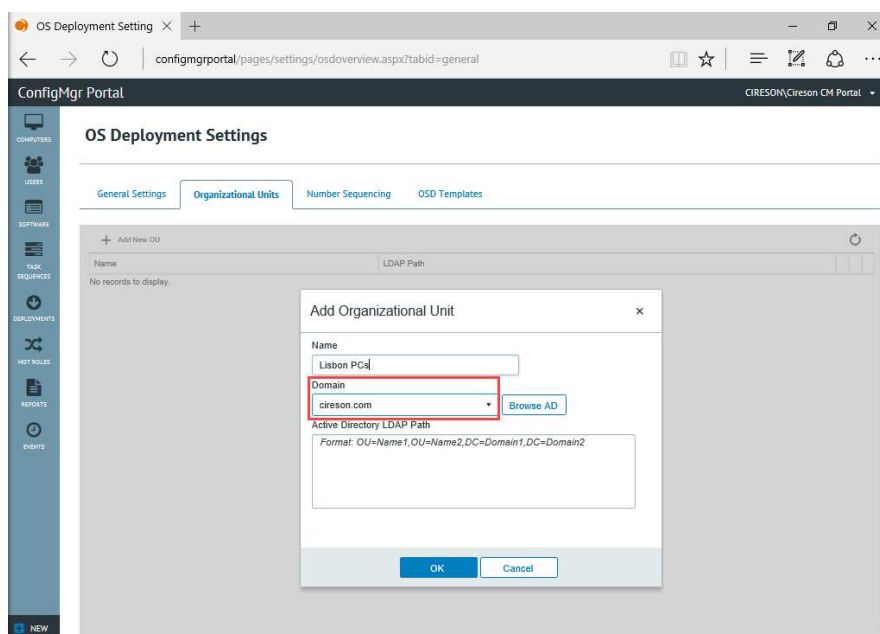 OS Deployment Setting
configmgrportal/pages/settings/osdoverview.aspx?tabid=general
ConfigMgr Portal
CIRESON\Cireson CM Portal
COMPUTERS
OS Deployment Settings
USERS
General Settings Organizational Units Number Sequencing OSD Templates
SOFTWARE
Add New OU
TASK SEQUENCES
Name LDAP Path
No records to display.
DEPLOYMENTS
Add Organizational Unit
MGT ROLES
Name
Lisbon PCs
REPORTS
Domain
cireson.com Browse AD
EVENTS
Active Directory LDAP Path
Format: OU=Name1,OU=Name2,DC=Domain1,DC=Domain2
OK Cancel
NEW